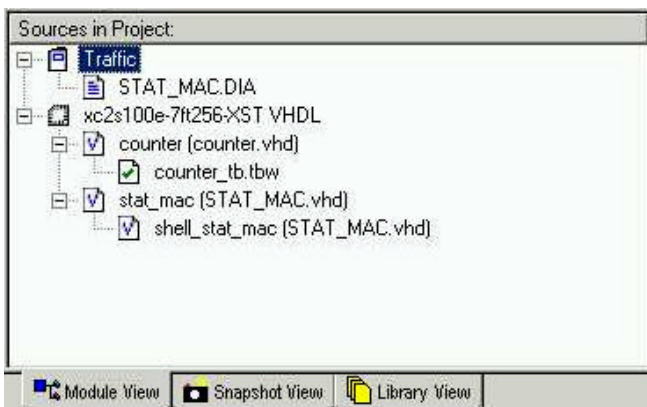 Sources in Project:
Traffic
STAT_MAC.DIA
xc2s100e-7ft256-XST VHDL
counter (counter.vhd)
counter_tb.tbw
stat_mac (STAT_MAC.vhd)
shell_stat_mac (STAT_MAC.vhd)
Module View Snapshot View Library View